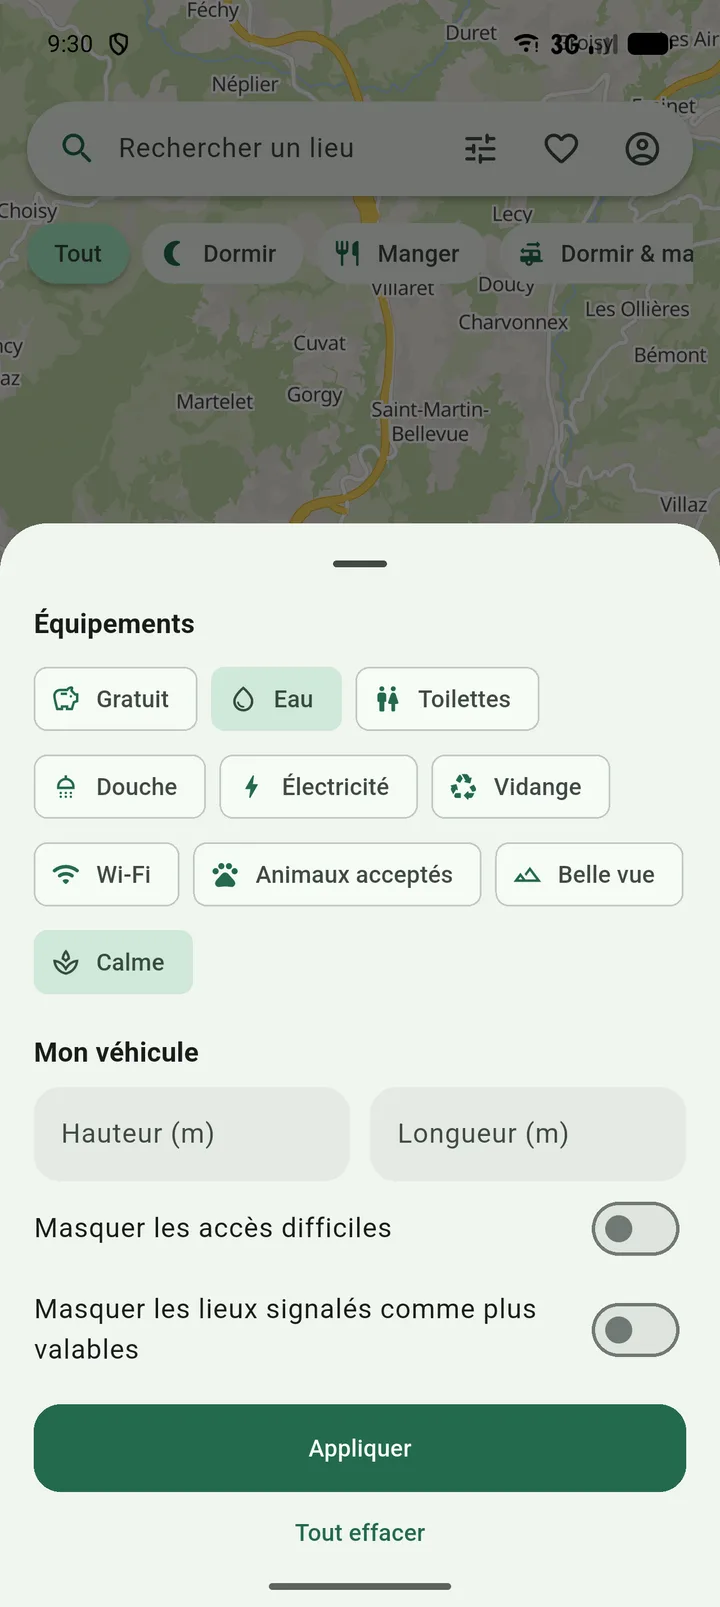 Féchy
Duret
9:30
3G
Néplier
Rechercher un lieu
Choisy
Lecy
Tout
Dormir
Manger
Dormir & ma
Villaret
Doucy
Les Ollières
Charvonnex
Cuvat
Bémont
Martelet
Gorgy
Saint-Martin-
Bellevue
Villaz
Équipements
Gratuit
Eau
Toilettes
Douche
Électricité
Vidange
Wi-Fi
Animaux acceptés
Belle vue
Calme
Mon véhicule
Hauteur (m)
Longueur (m)
Masquer les accès difficiles
Masquer les lieux signalés comme plus
valables
Appliquer
Tout effacer